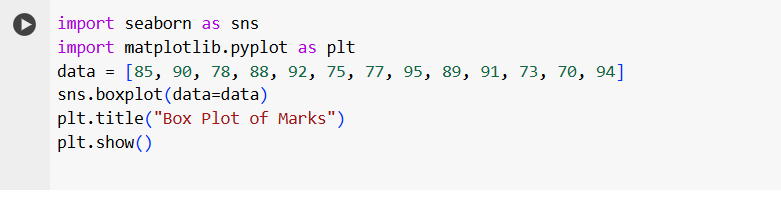 import seaborn as sns
import matplotlib.pyplot as plt
data = [85, 90, 78, 88, 92, 75, 77, 95, 89, 91, 73, 70, 94]
sns.boxplot(data=data)
plt.title("Box Plot of Marks")
plt.show()